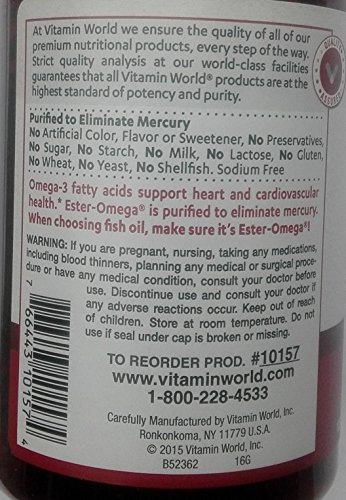 At Vitamin World we ensure the quality of all of our
premium nutritional products, every step of the way.
Strict quality analysis at our world-class facilities
guarantees that all Vitamin World® products are at the
highest standard of potency and purity.
QUALITY
V
Purified to Eliminate Mercury
No Artificial Color, Flavor or Sweetener, No Preservatives,
No Sugar, No Starch, No Milk, No Lactose, No Gluten,
No Wheat, No Yeast, No Shellfish. Sodium Free
Omega-3 fatty acids support heart and cardiovascular
health.* Ester-Omega® is purified to eliminate mercury.
When choosing fish oil, make sure it's Ester-Omega®!
WARNING: If you are pregnant, nursing, taking any medications,
including blood thinners, planning any medical or surgical proce-
dure or have any medical condition, consult your doctor before
use. Discontinue use and consult your doctor if
any adverse reactions occur. Keep out of reach
of children. Store at room temperature. Do not
use if seal under cap is broken or missing.
7 66443 10157 4
TO REORDER PROD. #10157
www.vitaminworld.com
1-800-228-4533
Carefully Manufactured by Vitamin World, Inc.
Ronkonkoma, NY 11779 U.S.A.
© 2015 Vitamin World, Inc.
B52362 16G